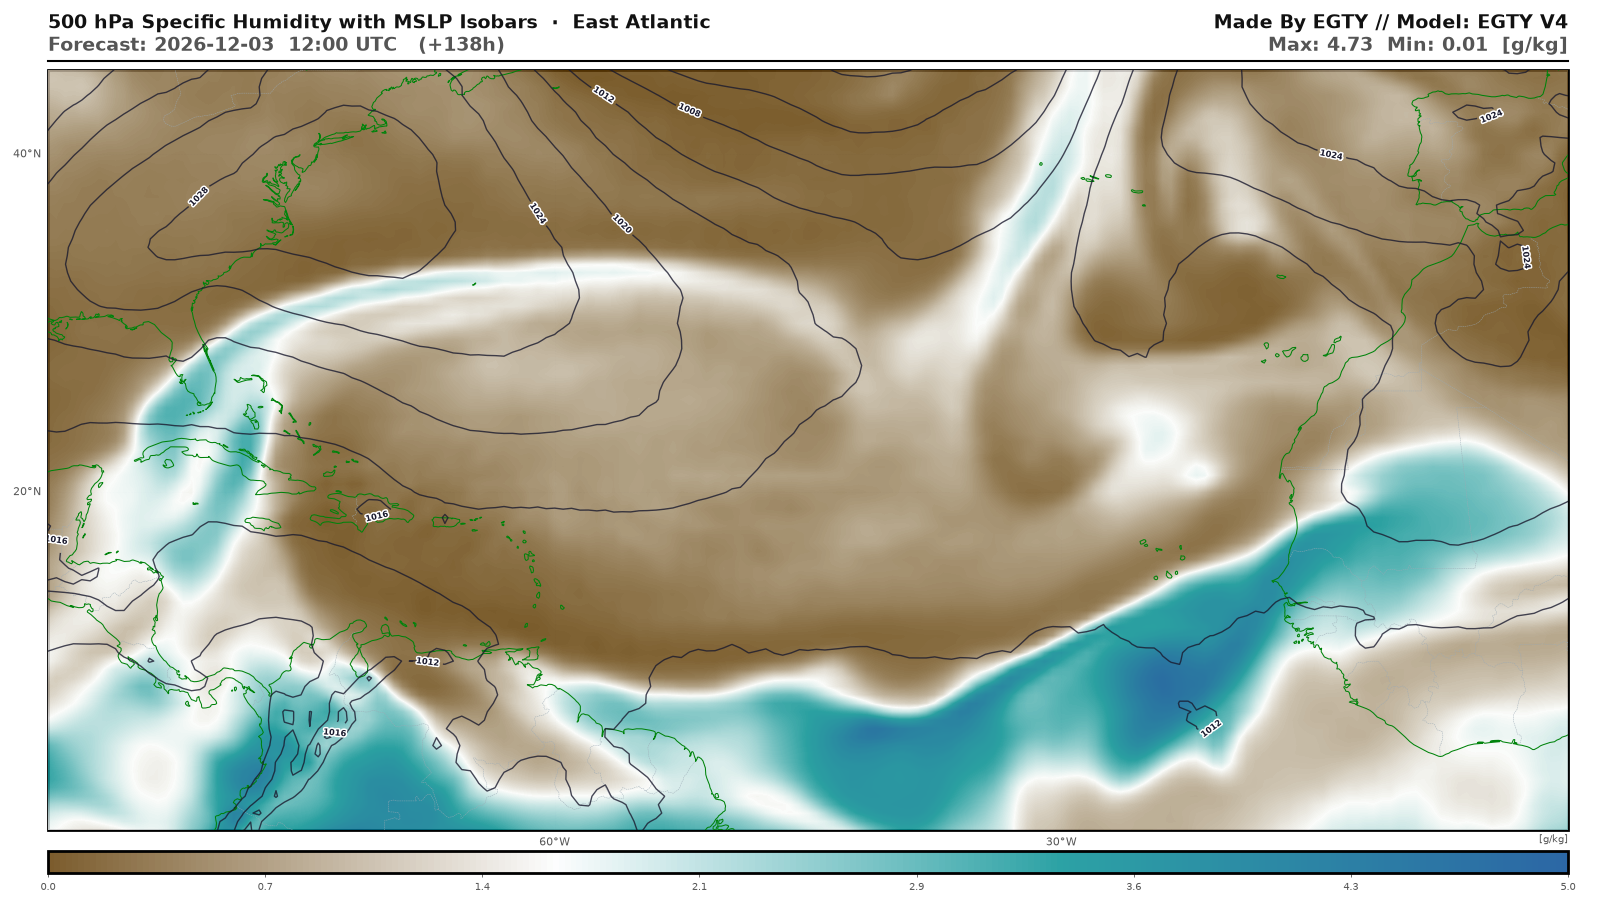 500 hPa Specific Humidity with MSLP Isobars · East Atlantic
Made By EGTY // Model: EGTY V4
Forecast: 2026-12-03 12:00 UTC (+138h)
Max: 4.73 Min: 0.01 [g/kg]
1012
1008
1024
1024
40°N
1028
1024
1020
1024
20°N
1016
1016
1012
1016
1012
60°W
30°W
[g/kg]
0.0
0.7
1.4
2.1
2.9
3.6
4.3
5.0